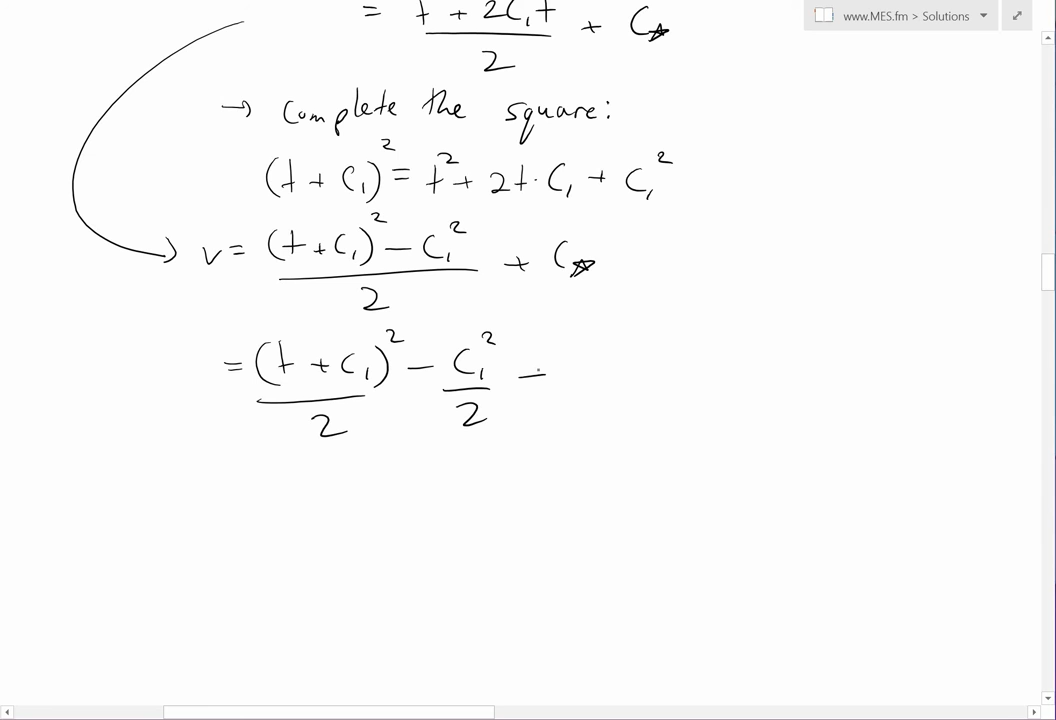 www.MES.fm > Solutions
= t + 2C₁t / 2 + C★
→ Complete the square:
(t + C₁)² = t² + 2t · C₁ + C₁²
v = (t + C₁)² − C₁² / 2 + C★
= (t + C₁)² / 2 − C₁² / 2 −